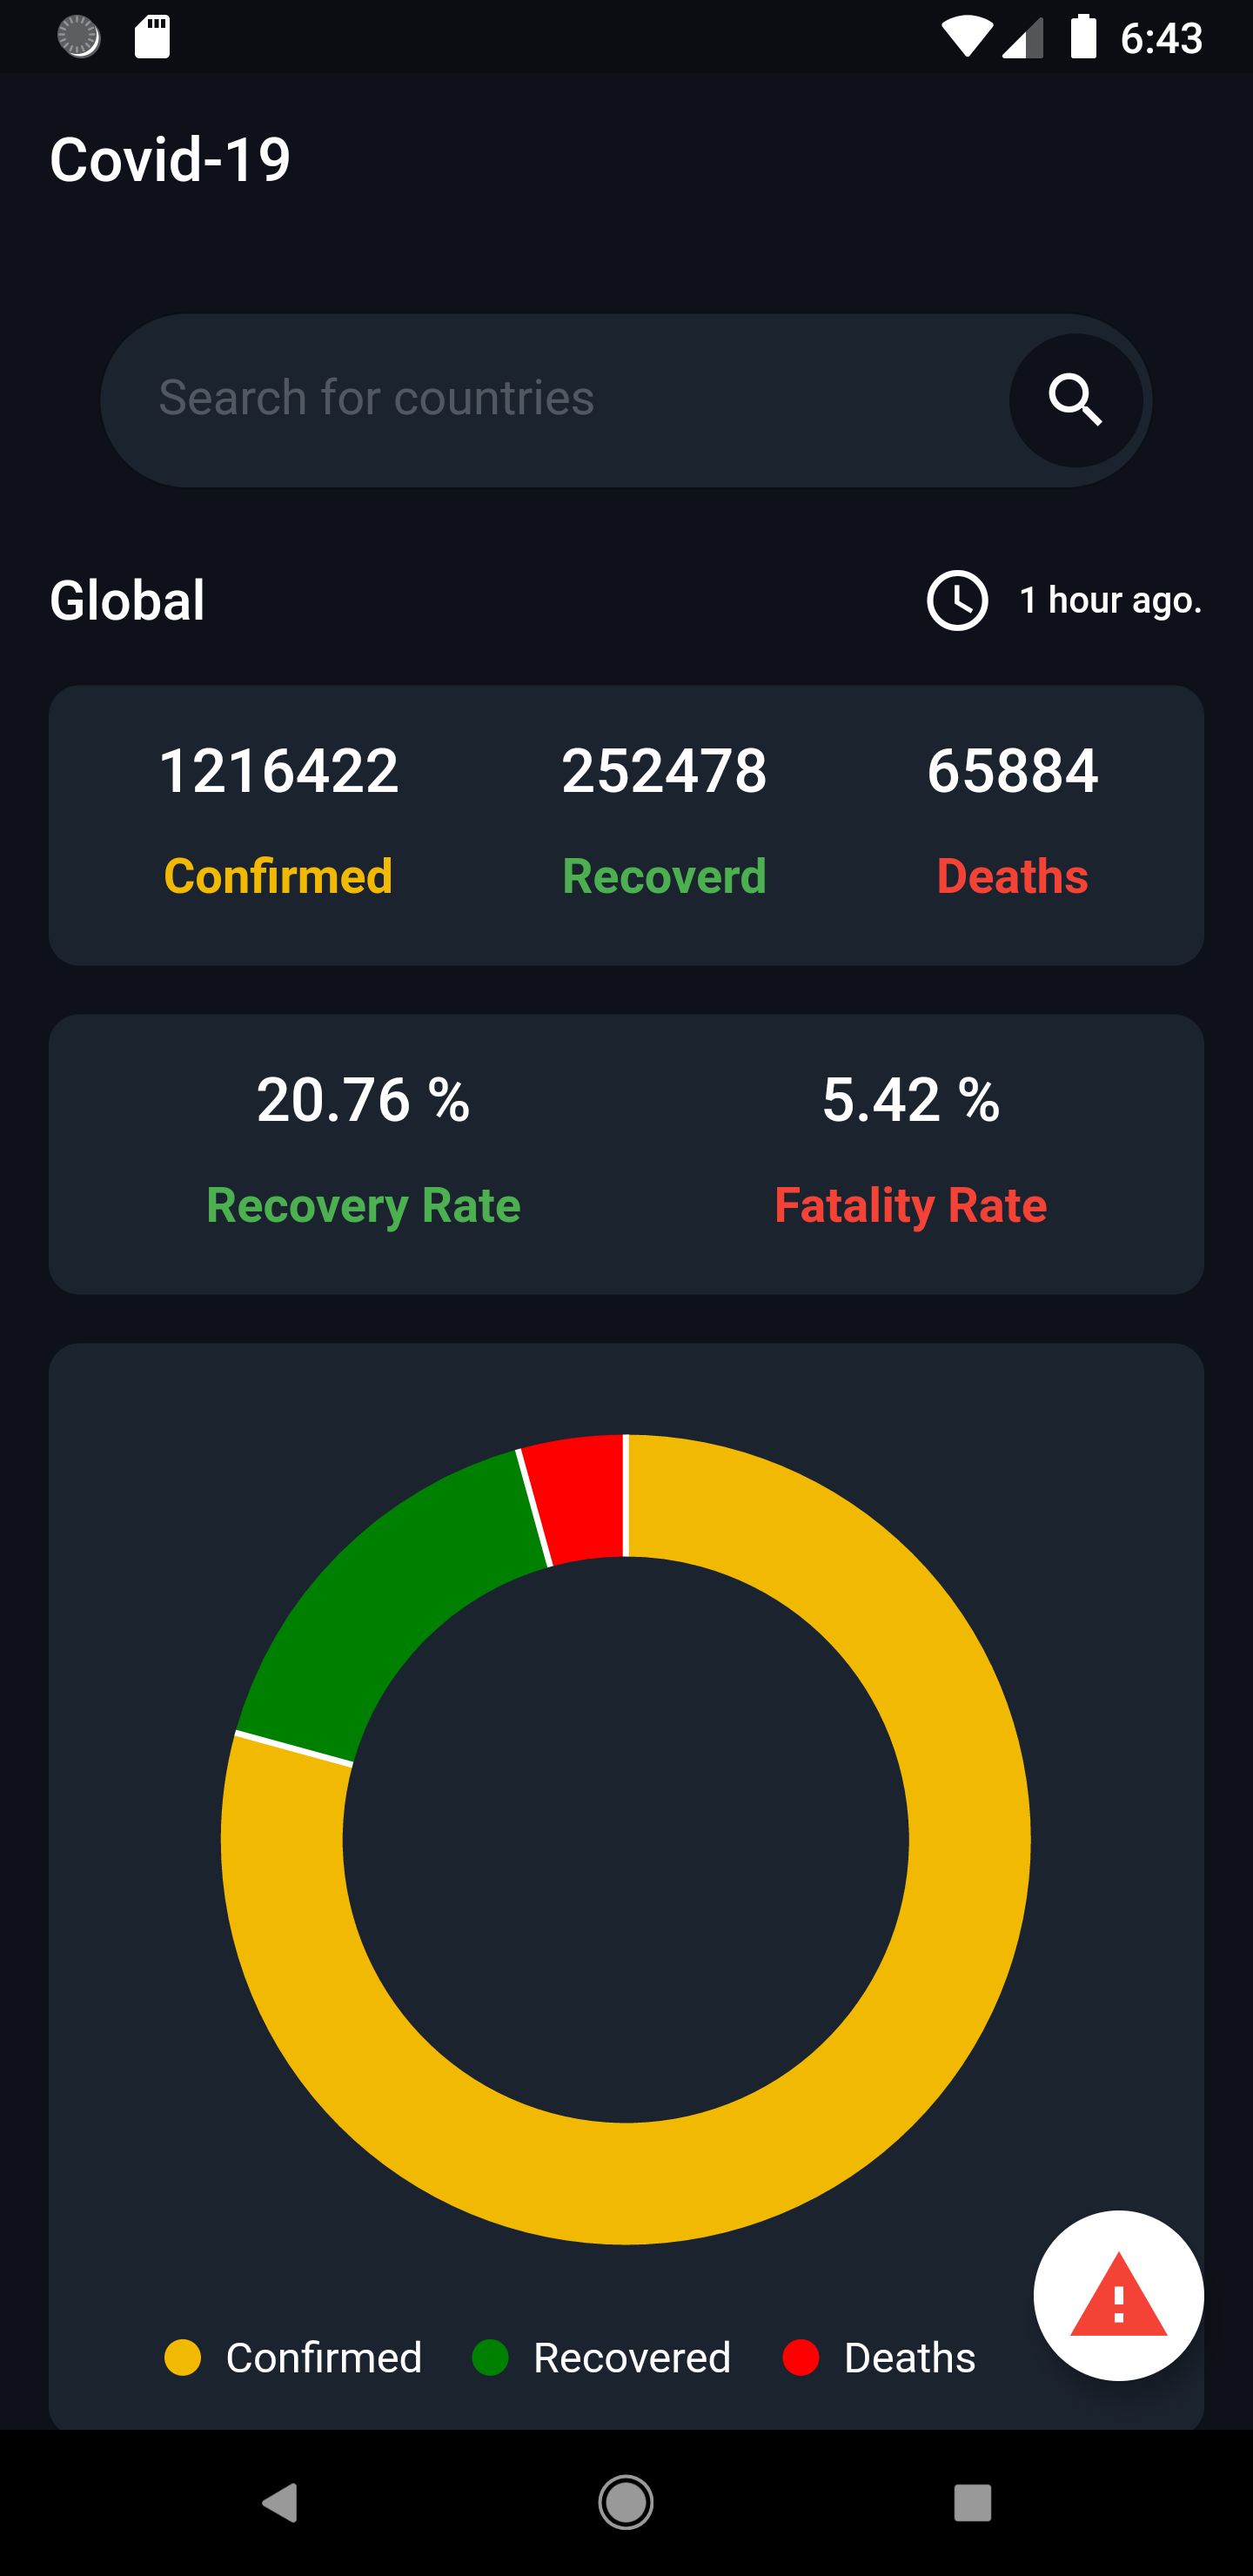 6:43
Covid-19
Search for countries
Global
1 hour ago.
1216422 252478 65884
Confirmed Recoverd Deaths
20.76 % 5.42 %
Recovery Rate Fatality Rate
Confirmed Recovered Deaths